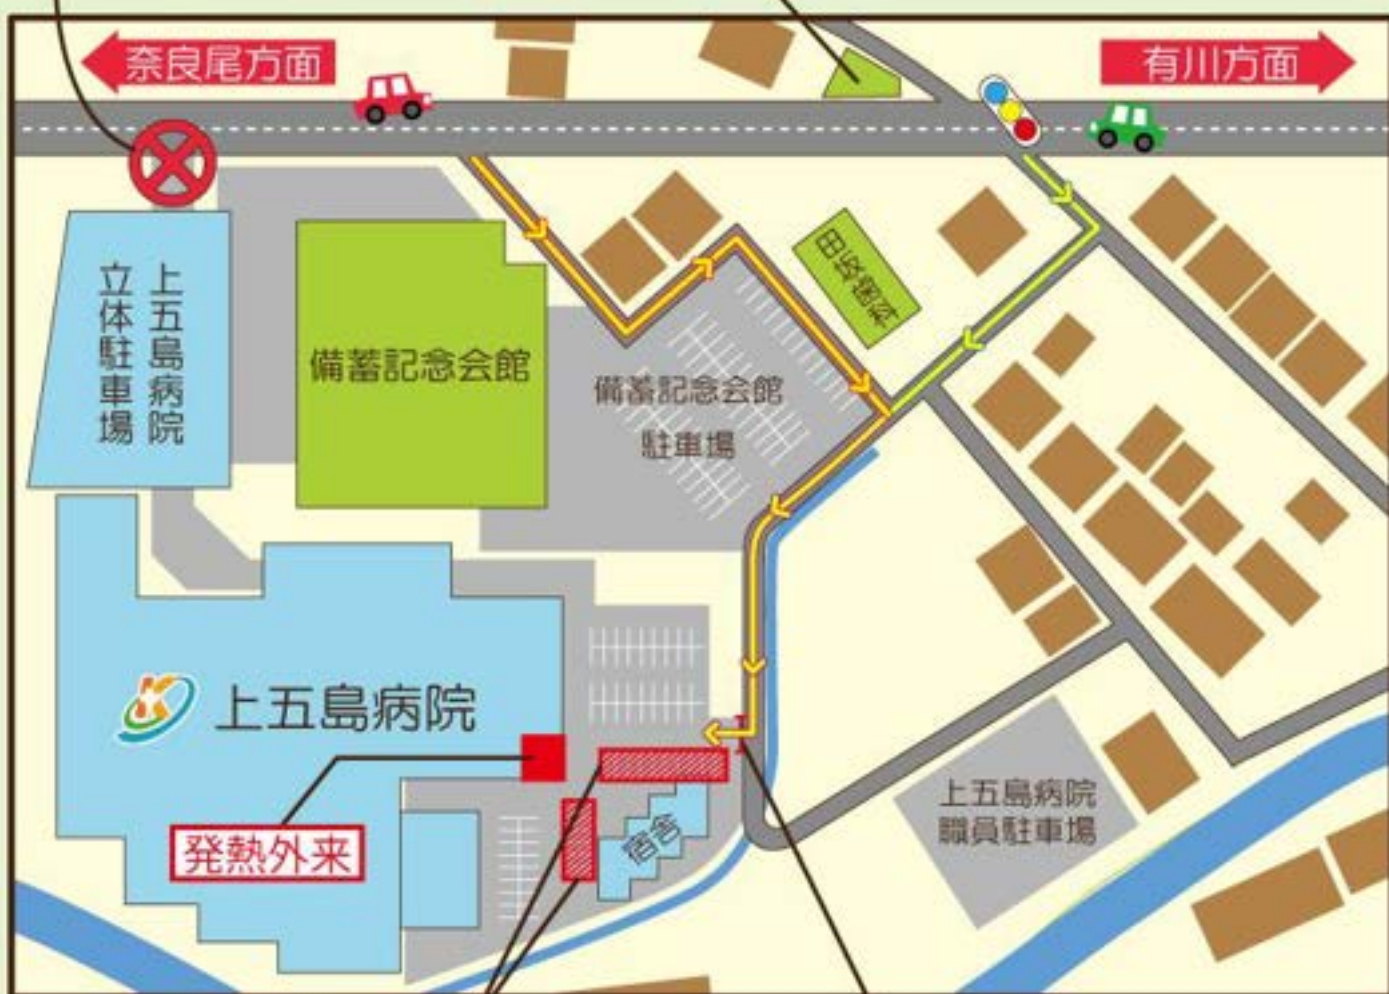 奈良尾方面
有川方面
上五島病院
立体駐車場
備蓄記念会館
備蓄記念会館
駐車場
田坂歯科
上五島病院
発熱外来
宿舎
上五島病院
職員駐車場